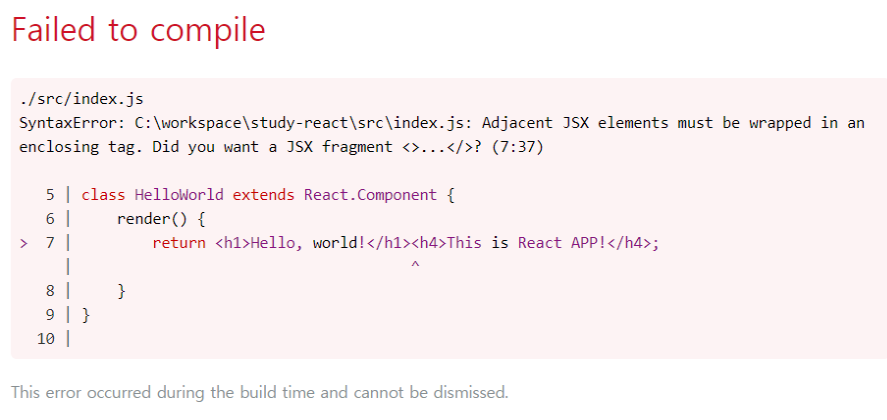 Failed to compile
./src/index.js
SyntaxError: C:\workspace\study-react\src\index.js: Adjacent JSX elements must be wrapped in an
enclosing tag. Did you want a JSX fragment <>...</>? (7:37)
   5 | class HelloWorld extends React.Component {
   6 |     render() {
>  7 |         return <h1>Hello, world!</h1><h4>This is React APP!</h4>;
     |                                      ^
   8 |     }
   9 | }
  10 |
This error occurred during the build time and cannot be dismissed.